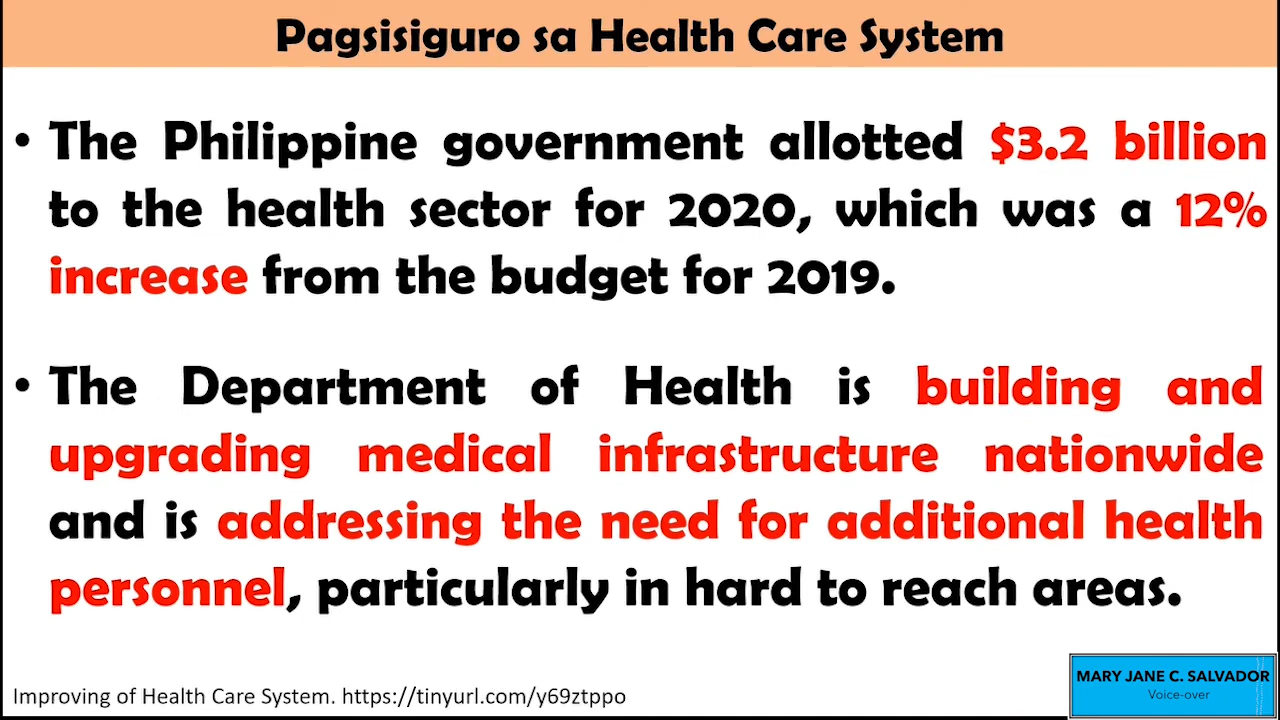 Pagsisiguro sa Health Care System
• The Philippine government allotted $3.2 billion
to the health sector for 2020, which was a 12%
increase from the budget for 2019.
• The Department of Health is building and
upgrading medical infrastructure nationwide
and is addressing the need for additional health
personnel, particularly in hard to reach areas.
Improving of Health Care System. https://tinyurl.com/y69ztppo
MARY JANE C. SALVADOR
Voice-over